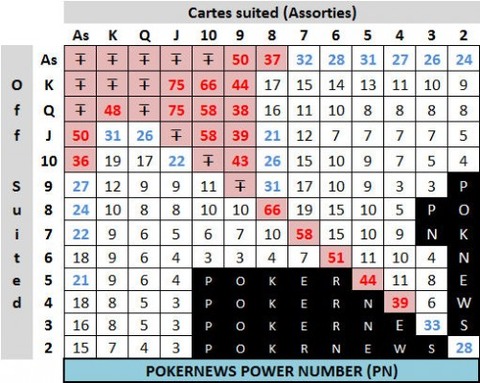 Cartes suited (Assorties)
As K Q J 10 9 8 7 6 5 4 3 2
Off Suited
As Ŧ Ŧ Ŧ Ŧ Ŧ 50 37 32 28 31 27 26 24
K Ŧ Ŧ Ŧ 75 66 44 17 15 14 13 11 10 9
Q Ŧ 48 Ŧ 75 58 38 16 11 10 8 8 8 8
J 50 31 26 Ŧ 58 39 21 12 7 7 7 7 5
10 36 19 17 22 Ŧ 43 26 15 10 9 7 5 4
9 27 12 9 9 11 Ŧ 31 17 10 9 3 3 P
8 24 10 8 8 10 10 66 19 15 10 5 P O
7 22 9 6 5 6 7 10 58 15 10 9 N K
6 18 9 6 4 3 3 4 7 51 11 10 4 N
5 21 9 6 4 P O K E R 44 11 8 E
4 18 8 5 3 P O K E R N 39 6 W
3 16 8 5 3 P O K E R N E 33 S
2 15 7 4 3 P O K R N E W S 28
POKERNEWS POWER NUMBER (PN)